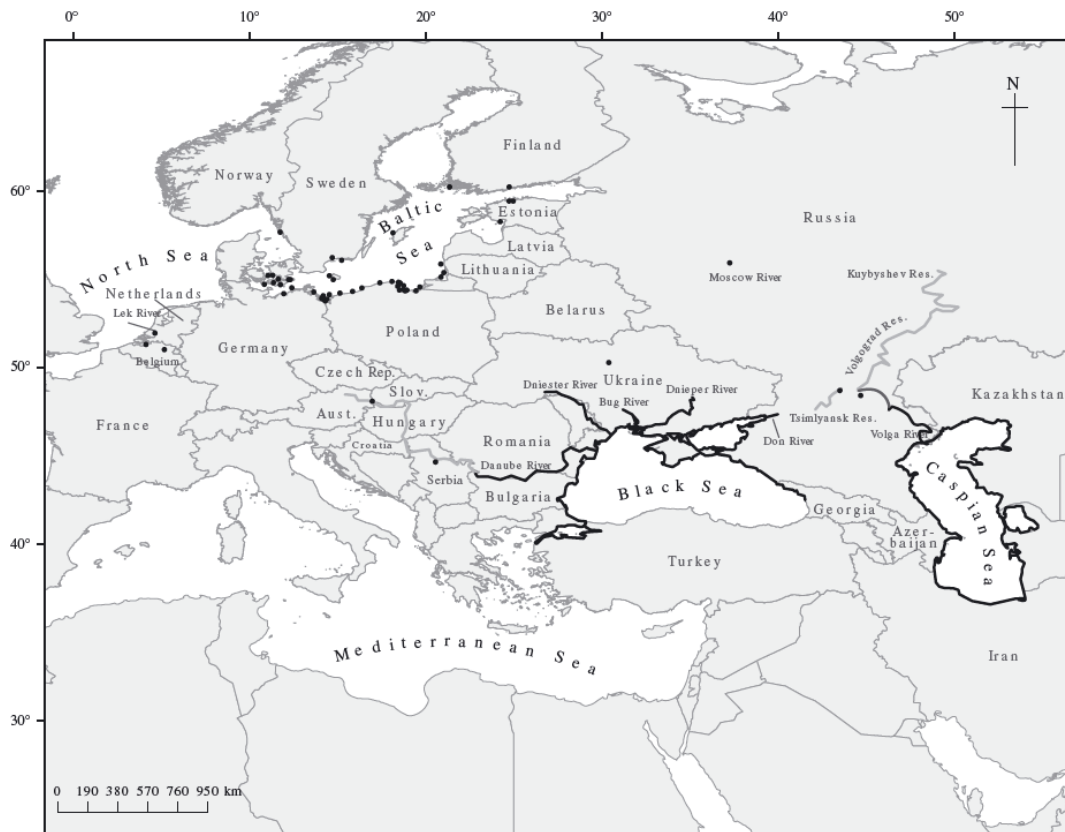 0° 10° 20° 30° 40° 50°
N
Finland
Norway
Sweden
60°
Baltic
Sea
Estonia
Russia
North Sea
Latvia
Moscow River
Kuybyshev Res.
Lithuania
Netherlands
Lek River
Belarus
Volgograd Res.
Poland
Germany
Belgium
50°
Czech Rep.
Ukraine
Dniester River
Dnieper River
Kazakhstan
Slov.
Bug River
Aust.
Hungary
Tsimlyansk Res.
France
Romania
Don River
Volga River
Croatia
Danube River
Serbia
Black Sea
Caspian Sea
Bulgaria
Georgia
Azer-
baijan
40°
Turkey
Mediterranean Sea
Iran
30°
0 190 380 570 760 950 km